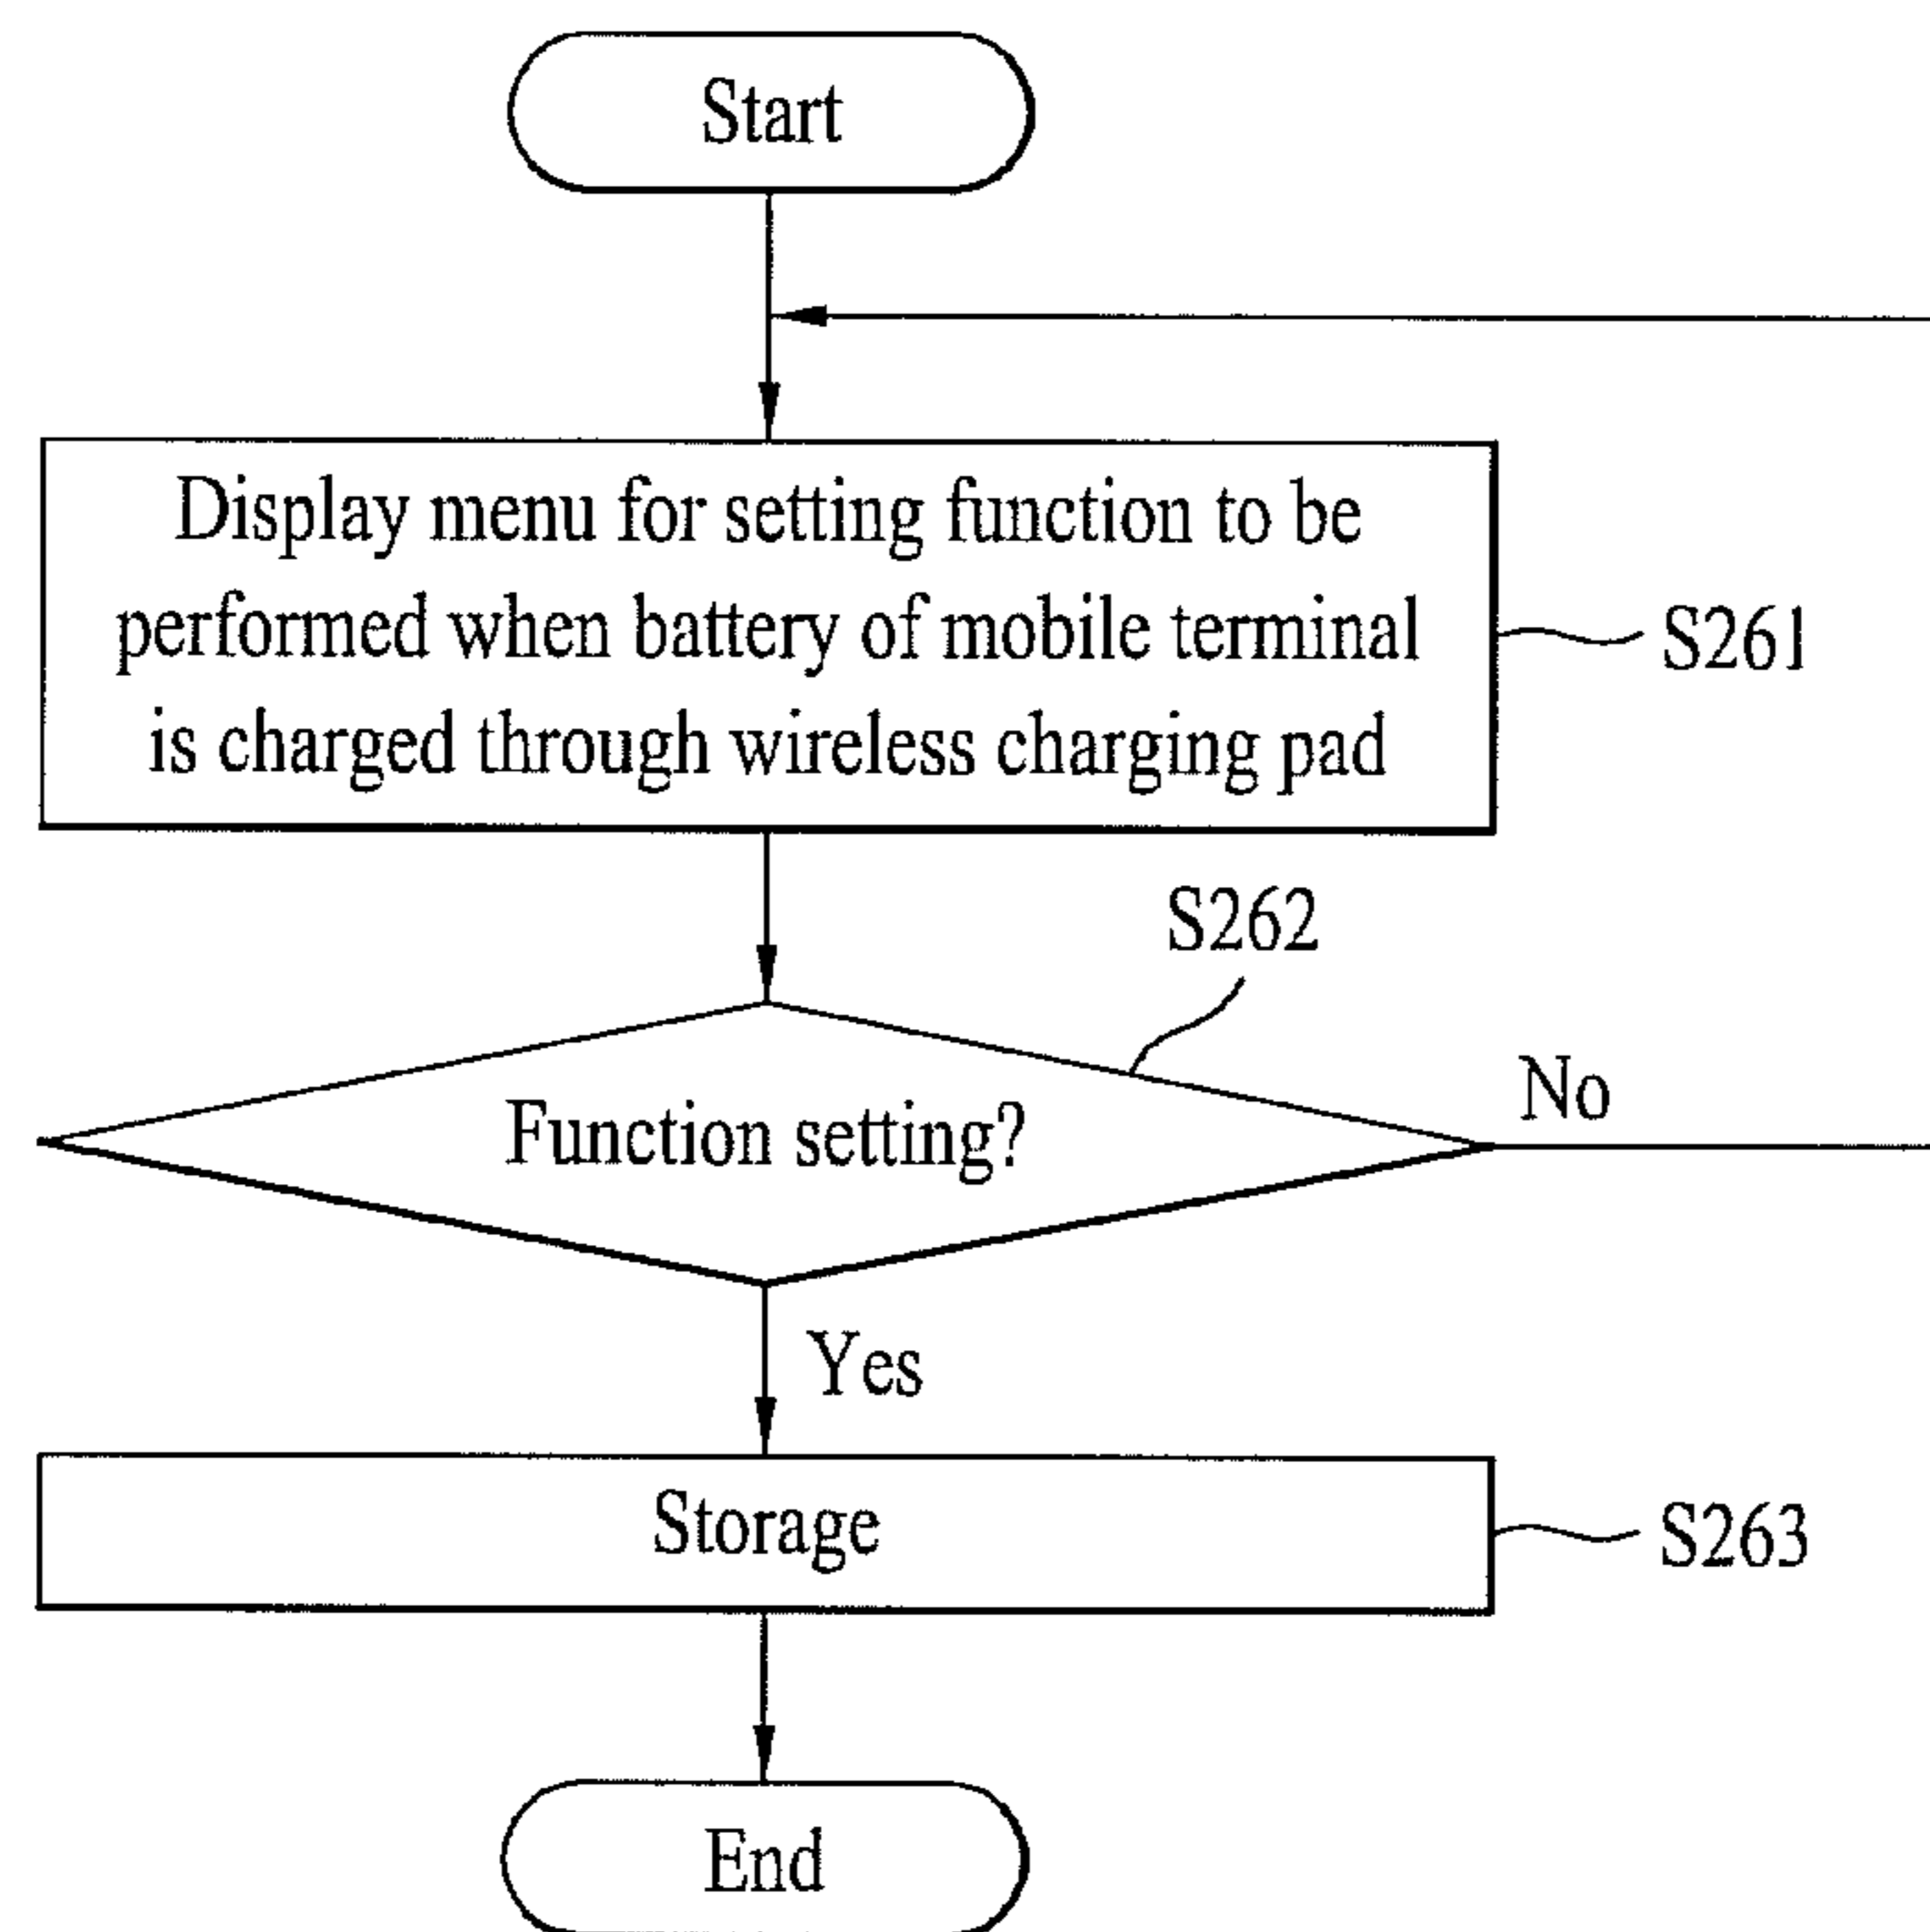 Start
Display menu for setting function to be
performed when battery of mobile terminal
is charged through wireless charging pad
S261
S262
Function setting?
No
Yes
Storage
S263
End